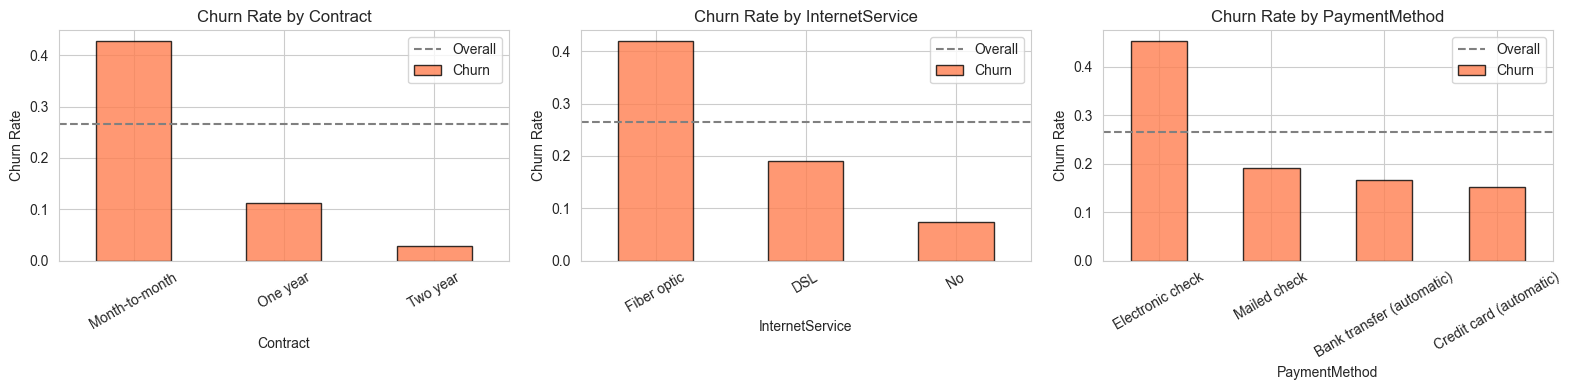 Churn Rate by Contract
Churn Rate
0.4
0.3
0.2
0.1
0.0
Overall
Churn
Month-to-month
One year
Two year
Contract
Churn Rate by InternetService
Churn Rate
0.4
0.3
0.2
0.1
0.0
Overall
Churn
Fiber optic
DSL
No
InternetService
Churn Rate by PaymentMethod
Churn Rate
0.4
0.3
0.2
0.1
0.0
Overall
Churn
Electronic check
Mailed check
Bank transfer (automatic)
Credit card (automatic)
PaymentMethod